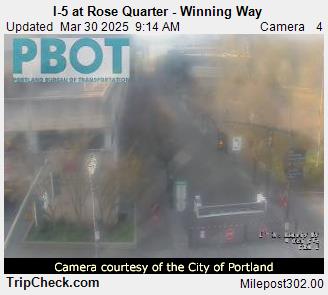 I-5 at Rose Quarter - Winning Way
Updated Mar 30 2025 9:14 AM Camera 4
PBOT
PORTLAND BUREAU OF TRANSPORTATION
Camera courtesy of the City of Portland
TripCheck.com Milepost302.00